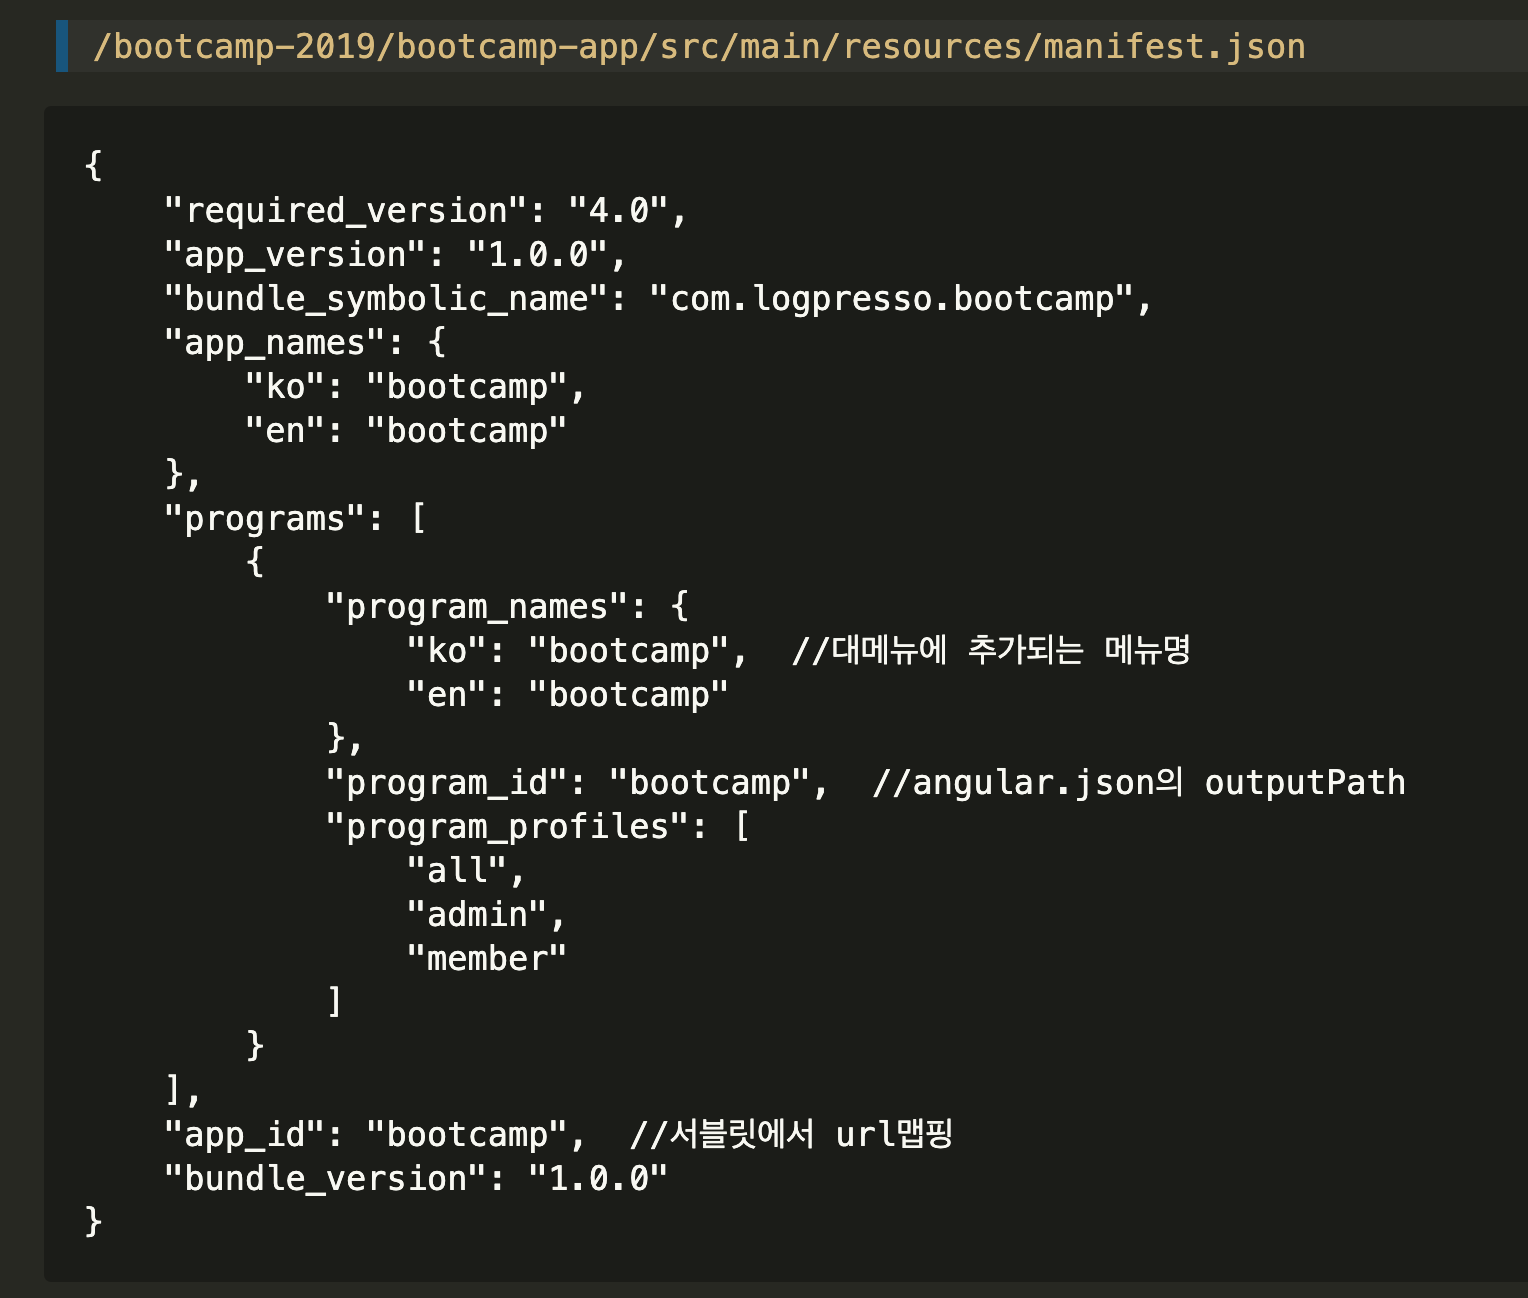 /bootcamp-2019/bootcamp-app/src/main/resources/manifest.json
{
    "required_version": "4.0",
    "app_version": "1.0.0",
    "bundle_symbolic_name": "com.logpresso.bootcamp",
    "app_names": {
        "ko": "bootcamp",
        "en": "bootcamp"
    },
    "programs": [
        {
            "program_names": {
                "ko": "bootcamp",  //대메뉴에 추가되는 메뉴명
                "en": "bootcamp"
            },
            "program_id": "bootcamp",  //angular.json의 outputPath
            "program_profiles": [
                "all",
                "admin",
                "member"
            ]
        }
    ],
    "app_id": "bootcamp",  //서블릿에서 url맵핑
    "bundle_version": "1.0.0"
}